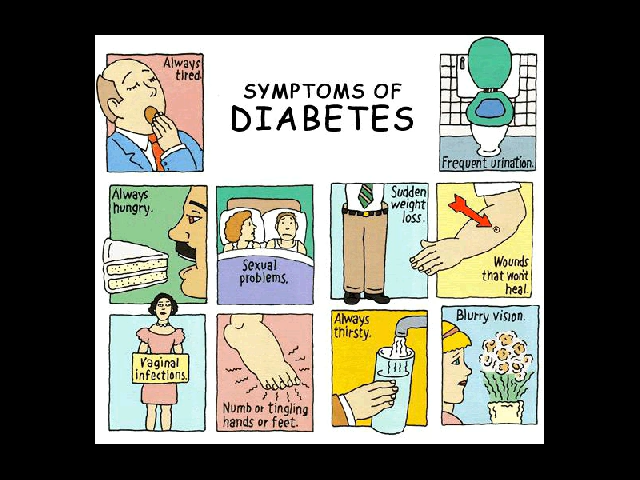 SYMPTOMS OF
DIABETES
Always
tired.
Frequent urination.
Always
hungry.
Sexual
problems.
Sudden
weight
loss.
Wounds
that won't
heal.
Vaginal
infections.
Numb or tingling
hands or feet.
Always
thirsty.
Blurry vision.